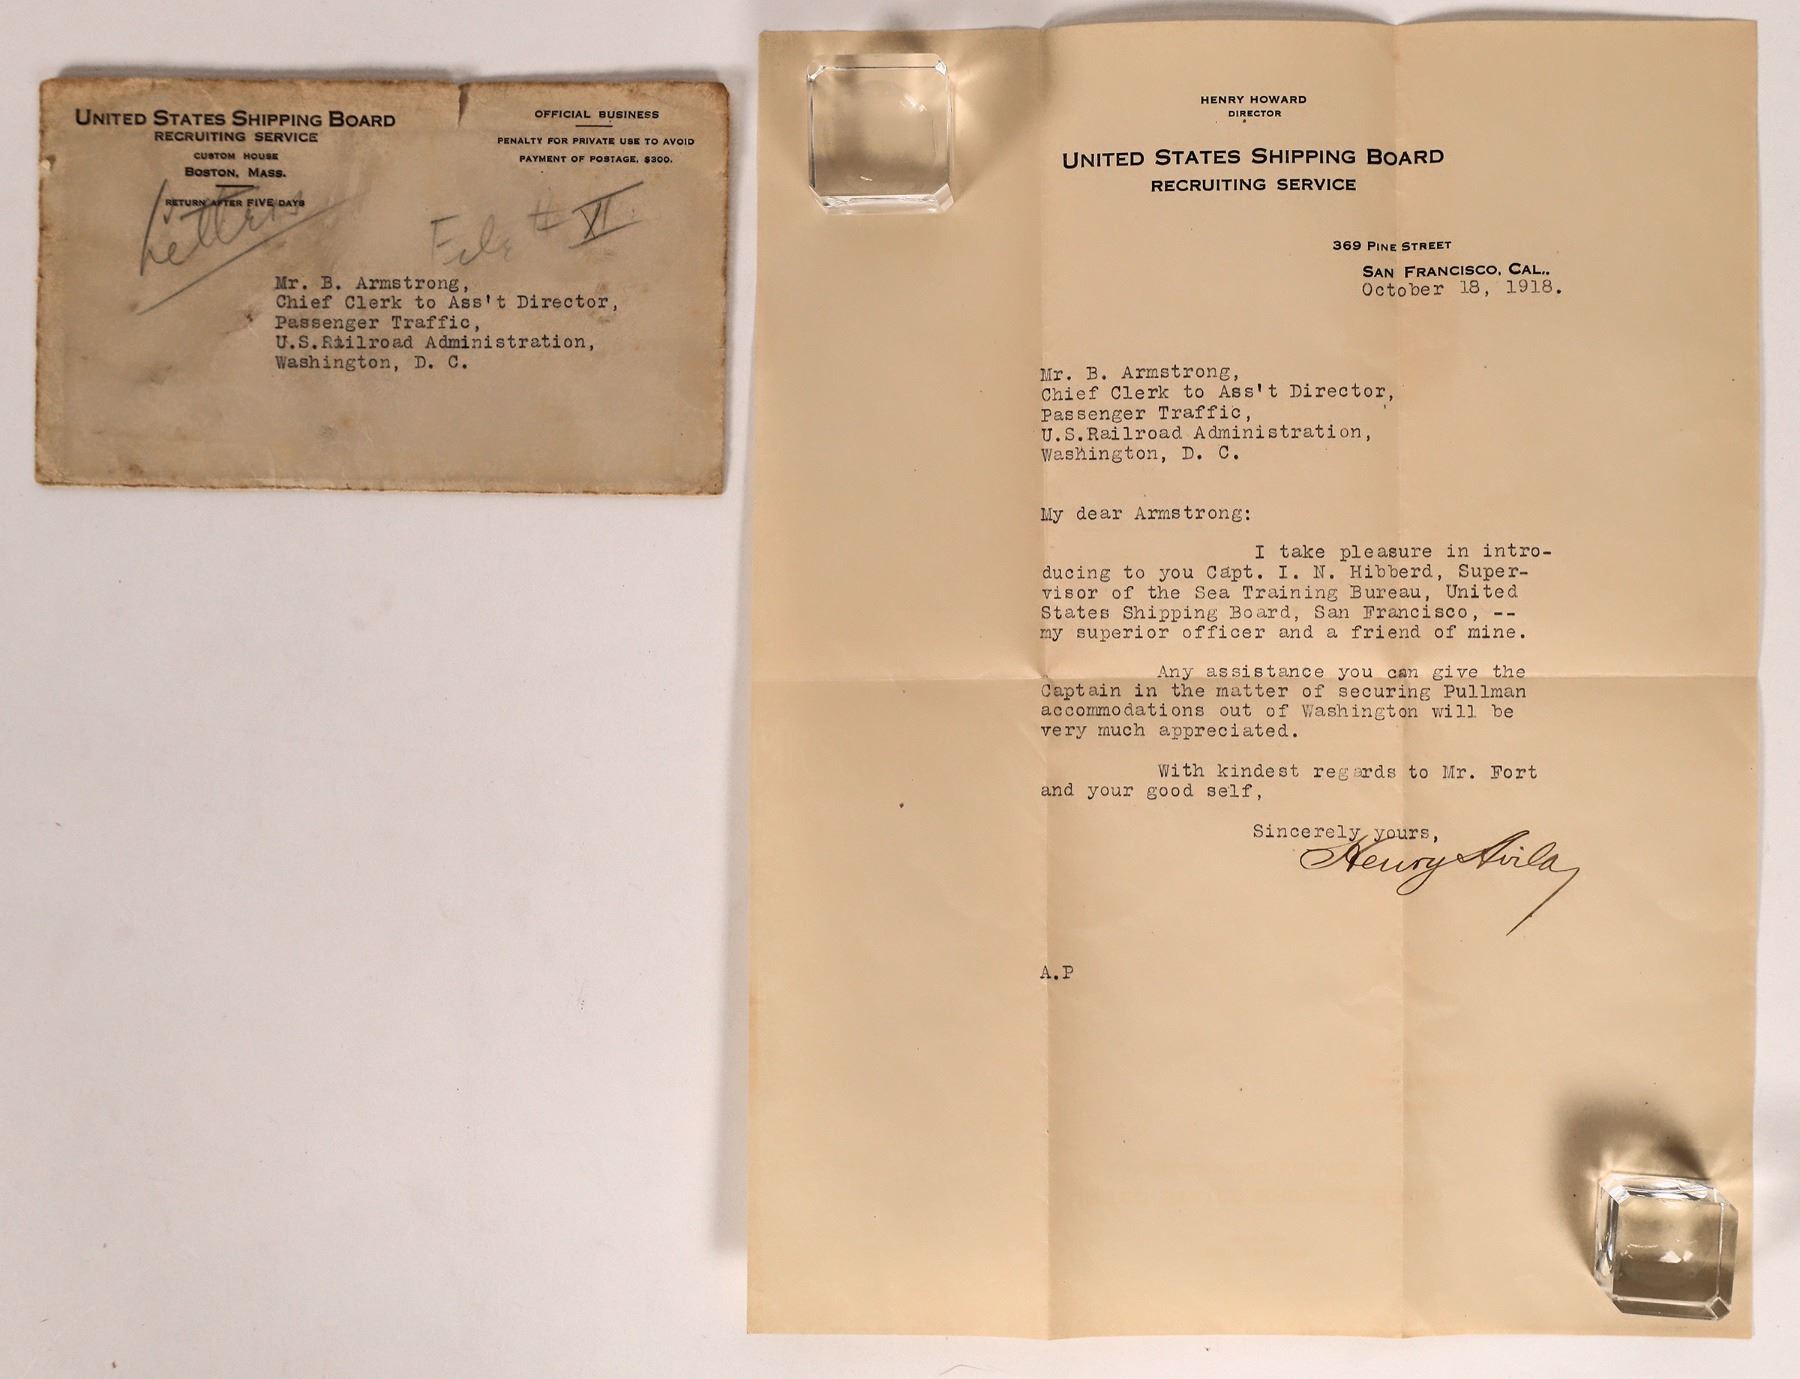 UNITED STATES SHIPPING BOARD
RECRUITING SERVICE
CUSTOM HOUSE
BOSTON, MASS.
RETURN AFTER FIVE DAYS
OFFICIAL BUSINESS
PENALTY FOR PRIVATE USE TO AVOID
PAYMENT OF POSTAGE, $300.
Letters
File # XI
Mr. B. Armstrong,
Chief Clerk to Ass't Director,
Passenger Traffic,
U.S.Railroad Administration,
Washington, D. C.
HENRY HOWARD
DIRECTOR
UNITED STATES SHIPPING BOARD
RECRUITING SERVICE
369 PINE STREET
SAN FRANCISCO, CAL..
October 18, 1918.
Mr. B. Armstrong,
Chief Clerk to Ass't Director,
Passenger Traffic,
U.S.Railroad Administration,
Washington, D. C.
My dear Armstrong:
I take pleasure in intro-
ducing to you Capt. I. N. Hibberd, Super-
visor of the Sea Training Bureau, United
States Shipping Board, San Francisco, --
my superior officer and a friend of mine.
Any assistance you can give the
Captain in the matter of securing Pullman
accommodations out of Washington will be
very much appreciated.
With kindest regards to Mr. Fort
and your good self,
Sincerely yours,
Henry Avila
A.P